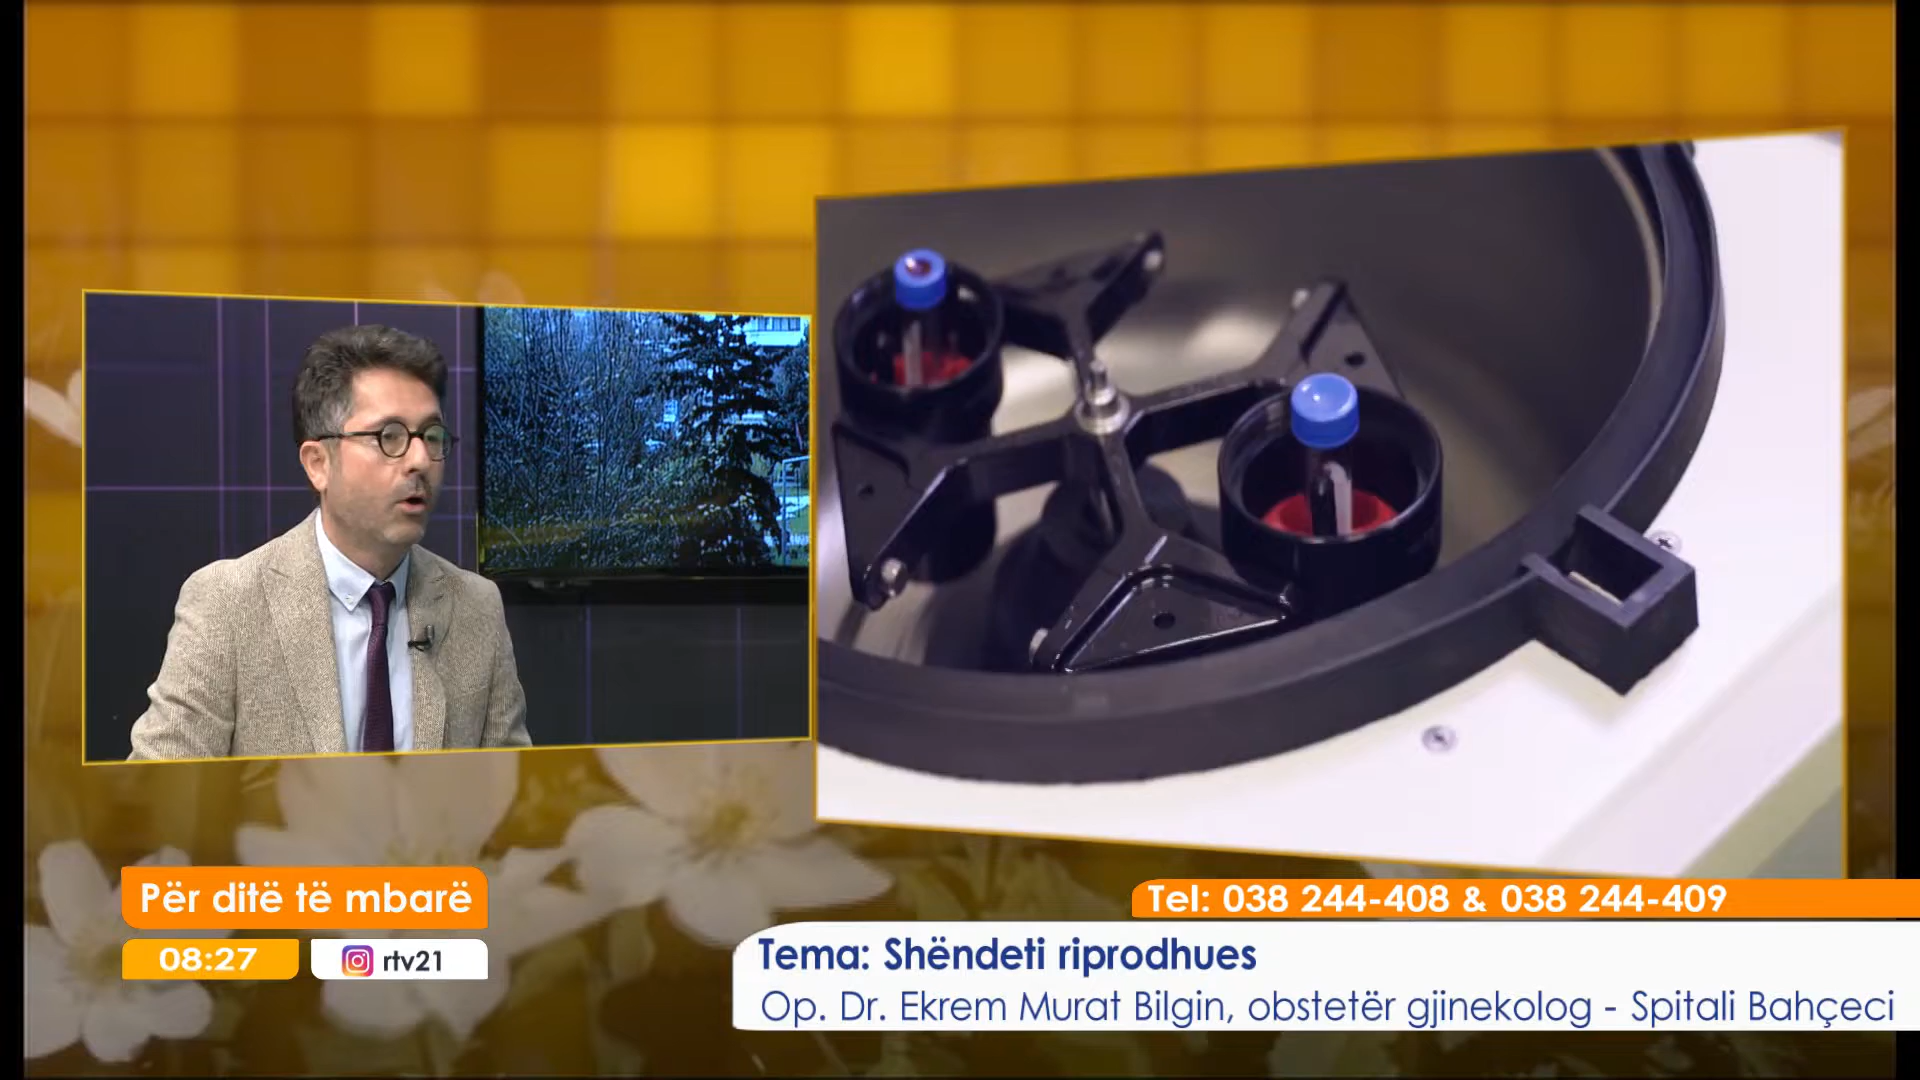 Për ditë të mbarë
08:27
rtv21
Tel: 038 244-408 & 038 244-409
Tema: Shëndeti riprodhues
Op. Dr. Ekrem Murat Bilgin, obstetër gjinekolog - Spitali Bahçeci